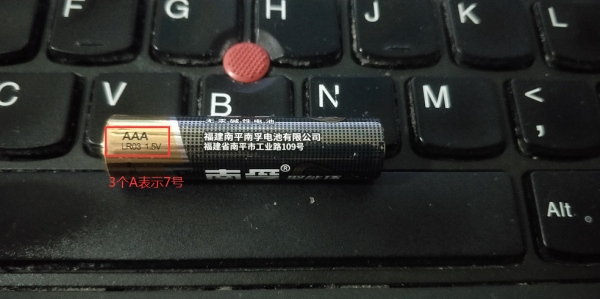 F
G
H
J
K
L
C
V
B
N
M
<
,
Alt
AAA
LR03 1.5V
福建南平南孚电池有限公司
福建省南平市工业路109号
南孚®
3个A表示7号